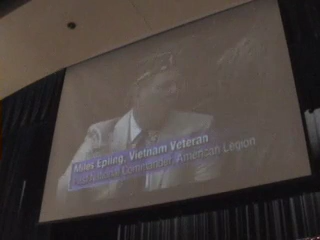 Miles Epling, Vietnam Veteran
Past National Commander, American Legion